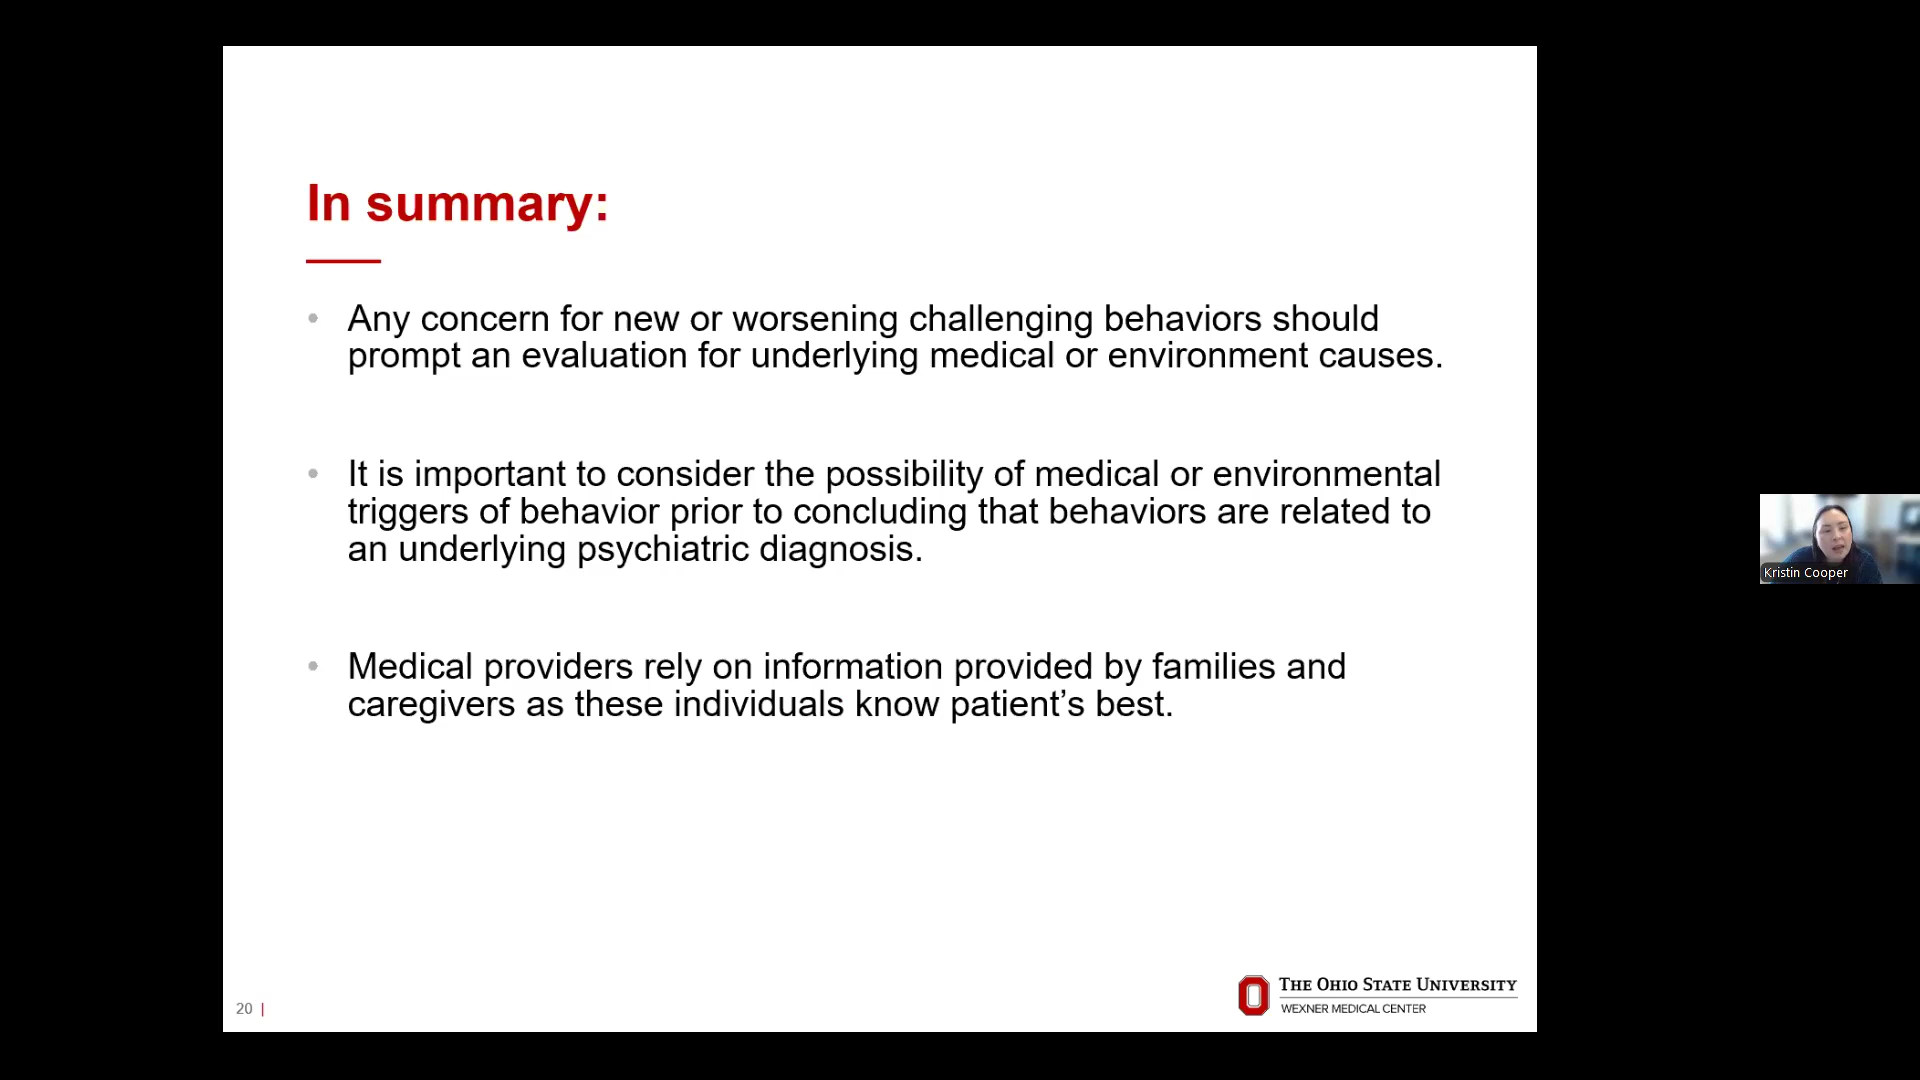 In summary:
Any concern for new or worsening challenging behaviors should
prompt an evaluation for underlying medical or environment causes.
It is important to consider the possibility of medical or environmental
triggers of behavior prior to concluding that behaviors are related to
an underlying psychiatric diagnosis.
Medical providers rely on information provided by families and
caregivers as these individuals know patient’s best.
Kristin Cooper
20 |
THE OHIO STATE UNIVERSITY
WEXNER MEDICAL CENTER